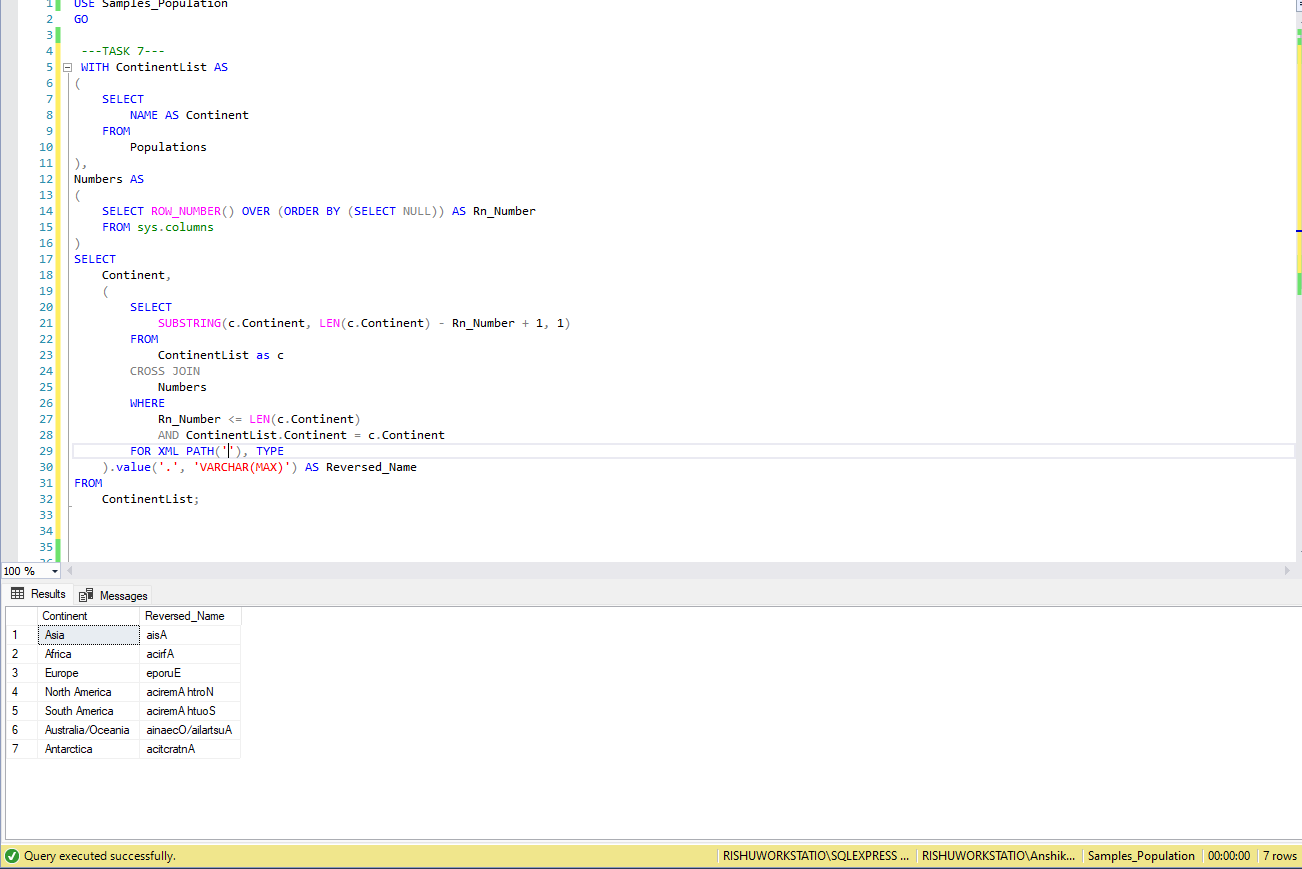 1 USE Samples_Population
2 GO
3
4 ---TASK 7---
5 WITH ContinentList AS
6 (
7 SELECT
8 NAME AS Continent
9 FROM
10 Populations
11 ),
12 Numbers AS
13 (
14 SELECT ROW_NUMBER() OVER (ORDER BY (SELECT NULL)) AS Rn_Number
15 FROM sys.columns
16 )
17 SELECT
18 Continent,
19 (
20 SELECT
21 SUBSTRING(c.Continent, LEN(c.Continent) - Rn_Number + 1, 1)
22 FROM
23 ContinentList as c
24 CROSS JOIN
25 Numbers
26 WHERE
27 Rn_Number <= LEN(c.Continent)
28 AND ContinentList.Continent = c.Continent
29 FOR XML PATH(''), TYPE
30 ).value('.', 'VARCHAR(MAX)') AS Reversed_Name
31 FROM
32 ContinentList;
33
34
35
100 %
Results Messages
Continent Reversed_Name
1 Asia aisA
2 Africa acirfA
3 Europe eporuE
4 North America aciremA htroN
5 South America aciremA htuoS
6 Australia/Oceania ainaecO/ailartsuA
7 Antarctica acitcratnA
Query executed successfully. RISHUWORKSTATIO\SQLEXPRESS ... RISHUWORKSTATIO\Anshik... Samples_Population 00:00:00 7 rows